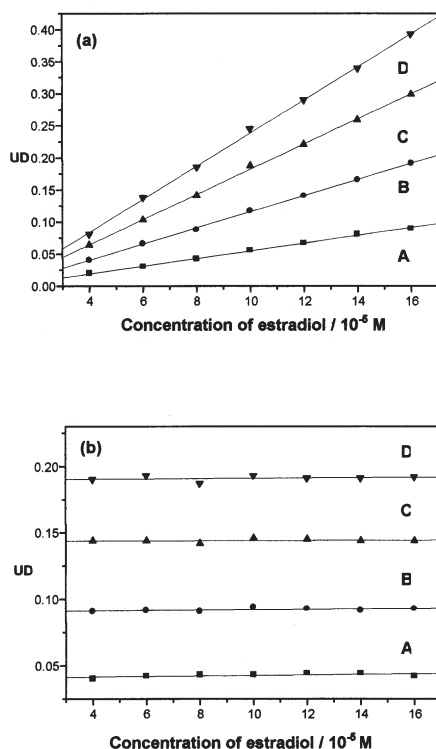 (a)
0.40
0.35
0.30
0.25
0.20
0.15
0.10
0.05
0.00
UD
D
C
B
A
4 6 8 10 12 14 16
Concentration of estradiol / 10⁻⁵ M
(b)
0.20
0.15
0.10
0.05
UD
D
C
B
A
4 6 8 10 12 14 16
Concentration of estradiol / 10⁻⁵ M